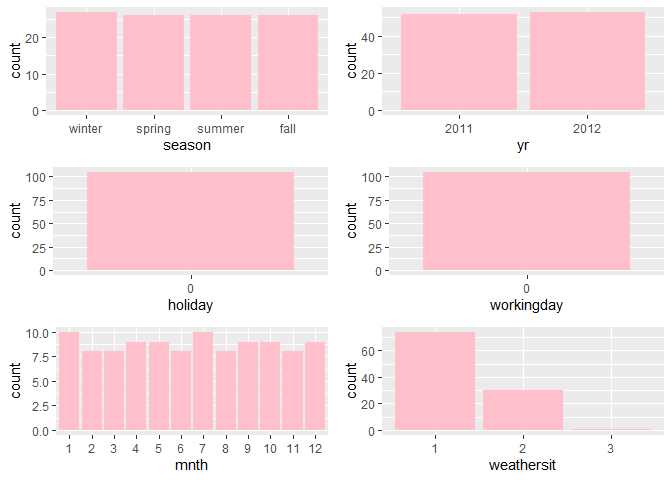 count
20
10
0
winter spring summer fall
season
count
40
20
0
2011 2012
yr
count
100
75
50
25
0
0
holiday
count
100
75
50
25
0
0
workingday
count
10.0
7.5
5.0
2.5
0.0
1 2 3 4 5 6 7 8 9 10 11 12
mnth
count
60
40
20
0
1 2 3
weathersit